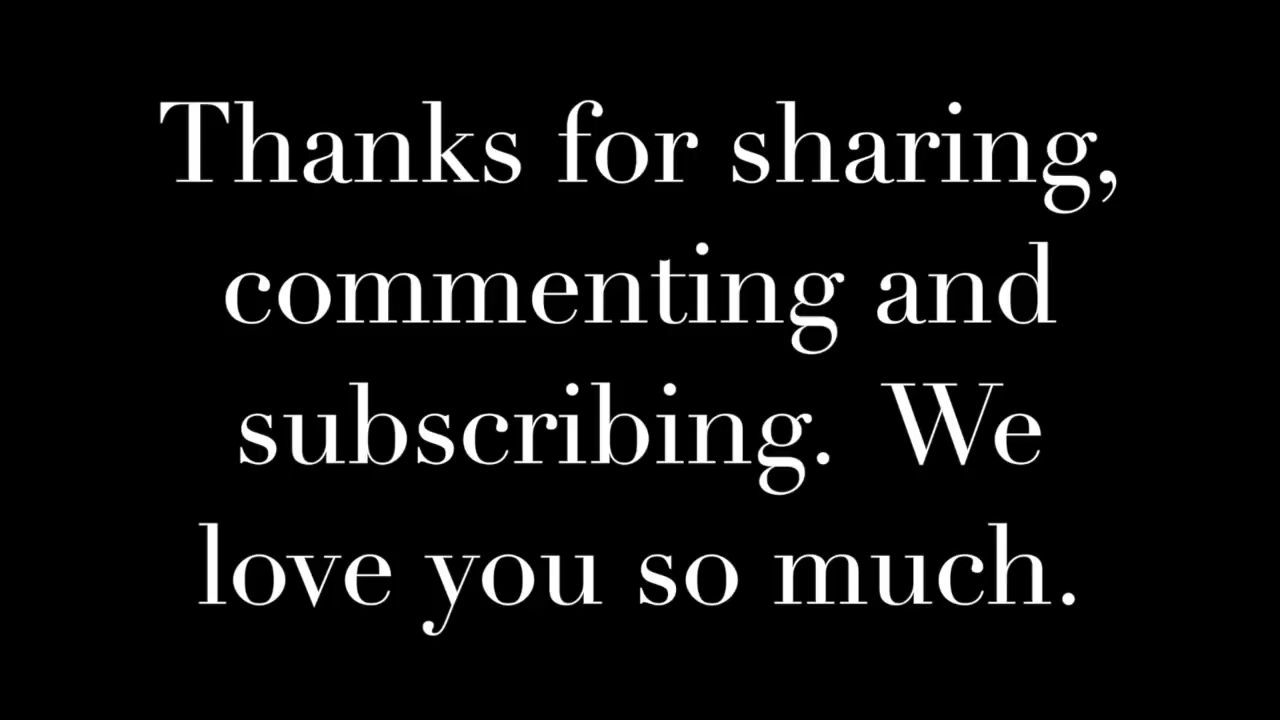 Thanks for sharing,
commenting and
subscribing.  We
love you so much.